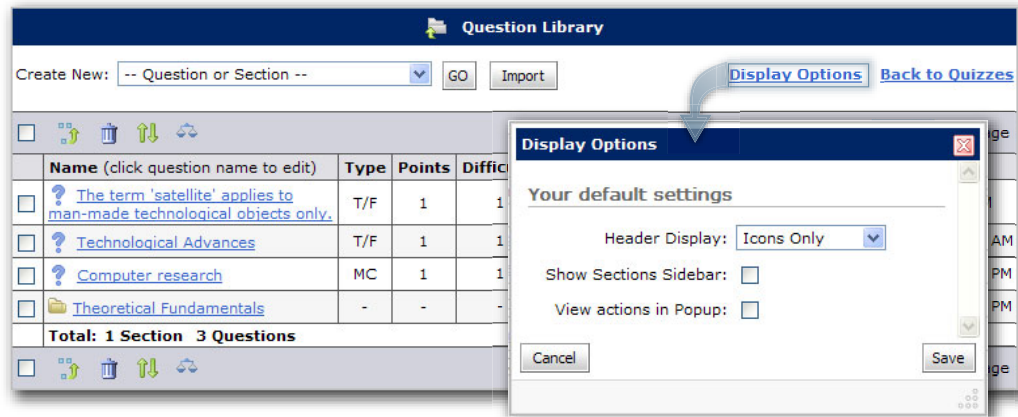 Question Library
Create New: -- Question or Section -- GO Import Display Options Back to Quizzes
Name (click question name to edit) Type Points
The term 'satellite' applies to
man-made technological objects only. T/F 1 1
Technological Advances T/F 1 1 AM
Computer research MC 1 1 PM
Theoretical Fundamentals - - - PM
Total: 1 Section 3 Questions
Display Options
Your default settings
Header Display: Icons Only
Show Sections Sidebar:
View actions in Popup:
Cancel Save